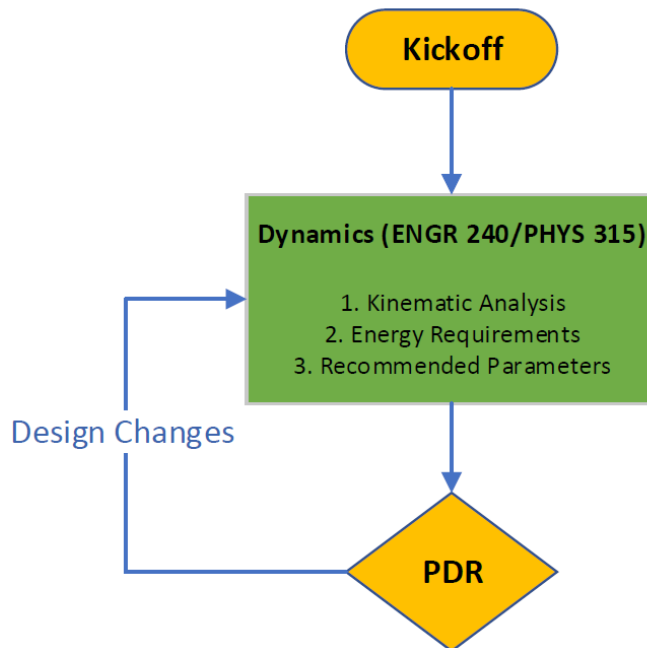 Kickoff
Dynamics (ENGR 240/PHYS 315)
1. Kinematic Analysis
2. Energy Requirements
3. Recommended Parameters
Design Changes
PDR